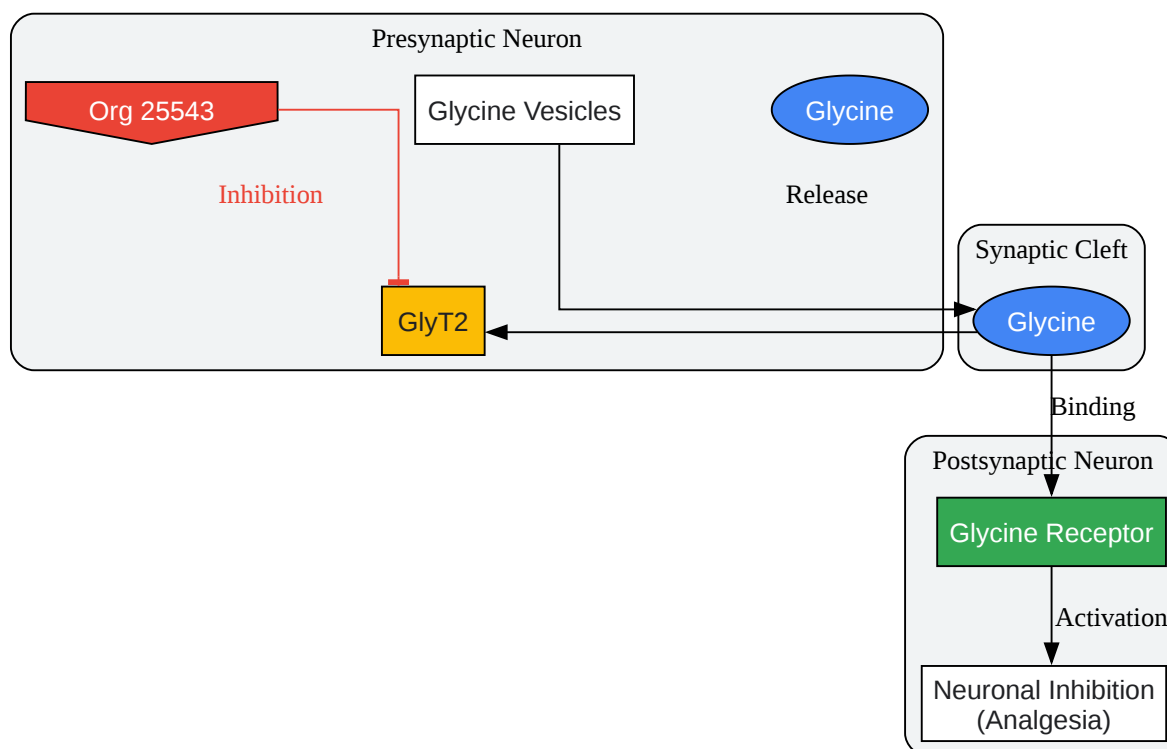 Presynaptic Neuron
Org 25543
Glycine Vesicles
Glycine
Inhibition
Release
Synaptic Cleft
GlyT2
Glycine
Binding
Postsynaptic Neuron
Glycine Receptor
Activation
Neuronal Inhibition
(Analgesia)